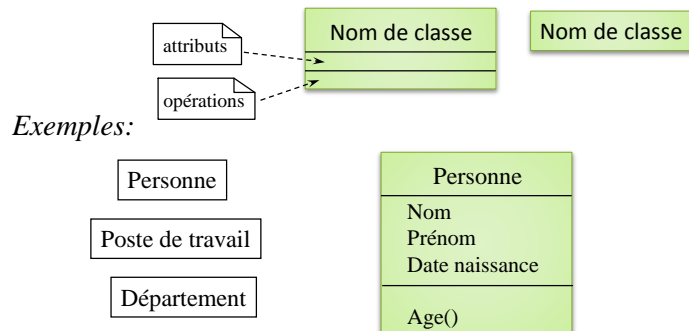 Nom de classe
Nom de classe
attributs
opérations
Exemples:
Personne
Poste de travail
Département
Personne
Nom
Prénom
Date naissance
Age()